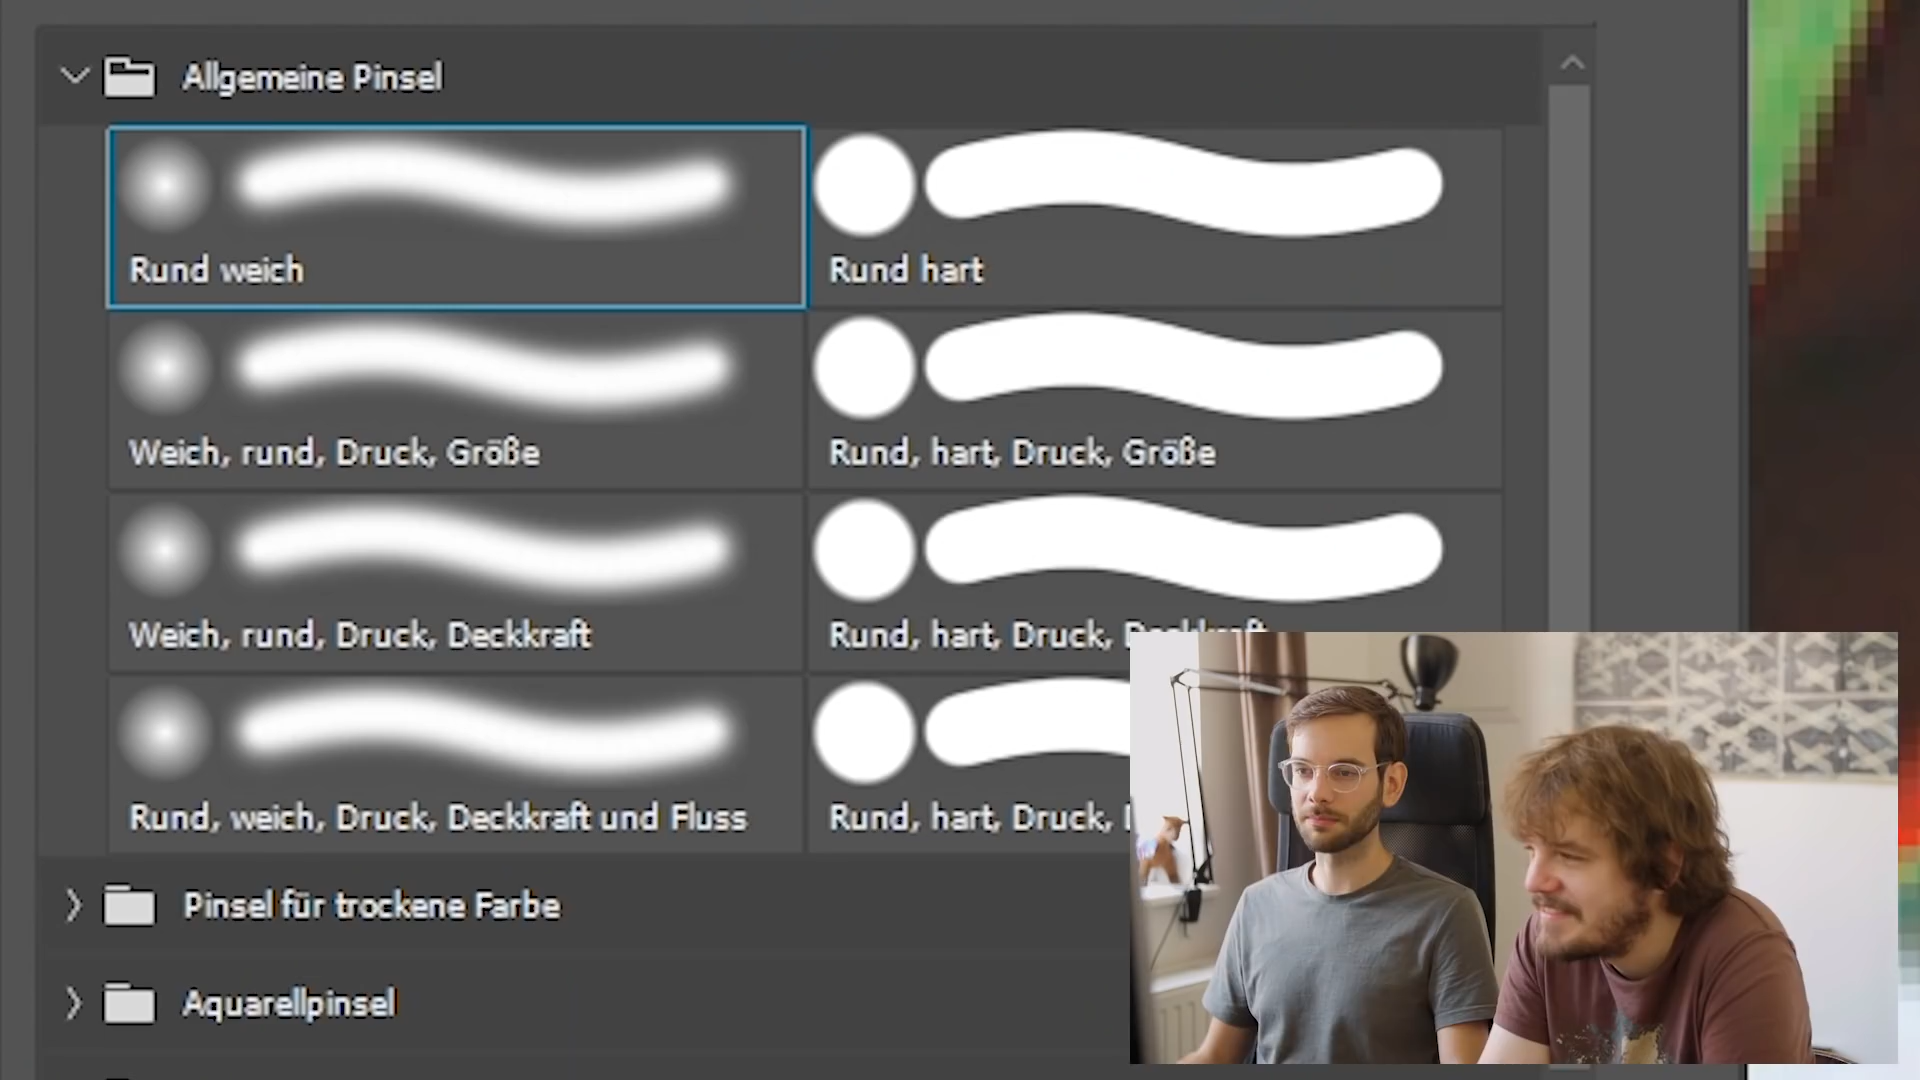 Allgemeine Pinsel
Rund weich
Rund hart
Weich, rund, Druck, Größe
Rund, hart, Druck, Größe
Weich, rund, Druck, Deckkraft
Rund, hart, Druck, Deckkraft
Rund, weich, Druck, Deckkraft und Fluss
Rund, hart, Druck,
Pinsel für trockene Farbe
Aquarellpinsel